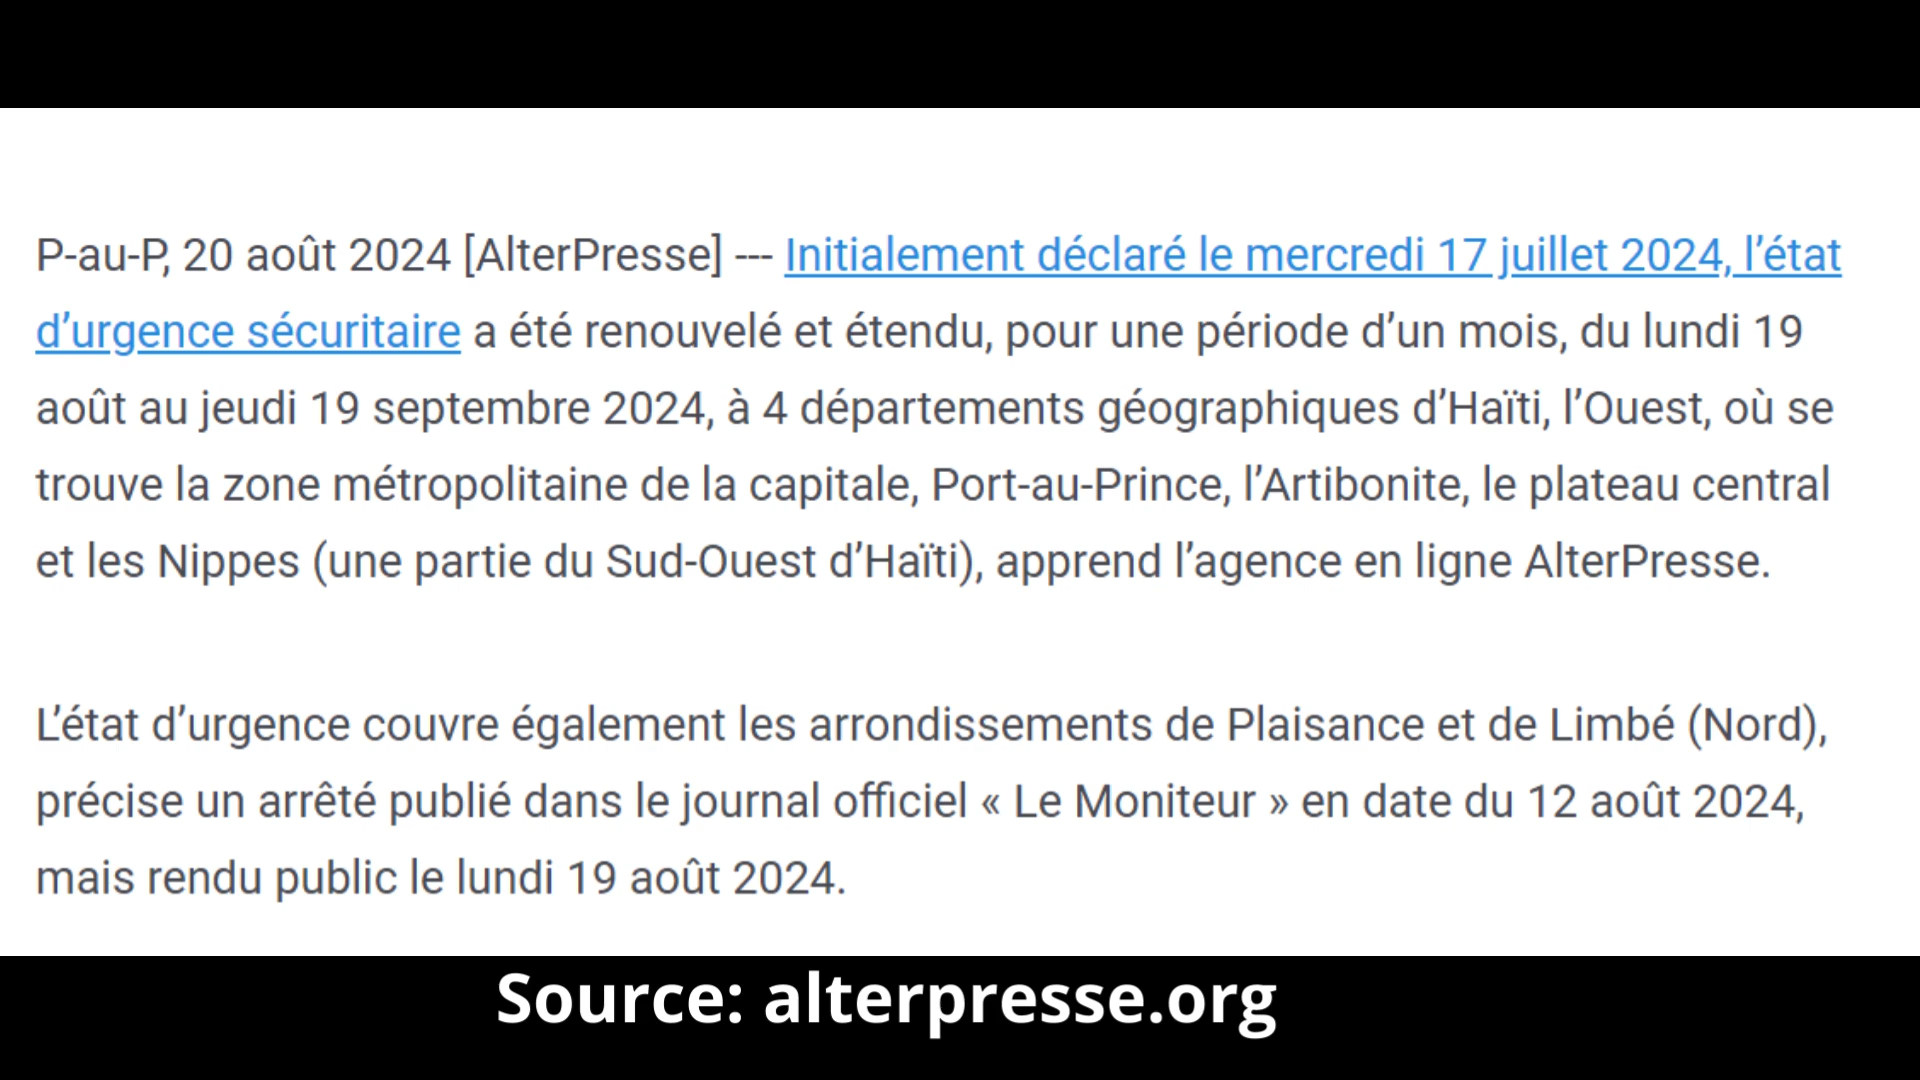 P-au-P, 20 août 2024 [AlterPresse] --- Initialement déclaré le mercredi 17 juillet 2024, l’état
d’urgence sécuritaire a été renouvelé et étendu, pour une période d’un mois, du lundi 19
août au jeudi 19 septembre 2024, à 4 départements géographiques d’Haïti, l’Ouest, où se
trouve la zone métropolitaine de la capitale, Port-au-Prince, l’Artibonite, le plateau central
et les Nippes (une partie du Sud-Ouest d’Haïti), apprend l’agence en ligne AlterPresse.
L’état d’urgence couvre également les arrondissements de Plaisance et de Limbé (Nord),
précise un arrêté publié dans le journal officiel « Le Moniteur » en date du 12 août 2024,
mais rendu public le lundi 19 août 2024.
Source: alterpresse.org